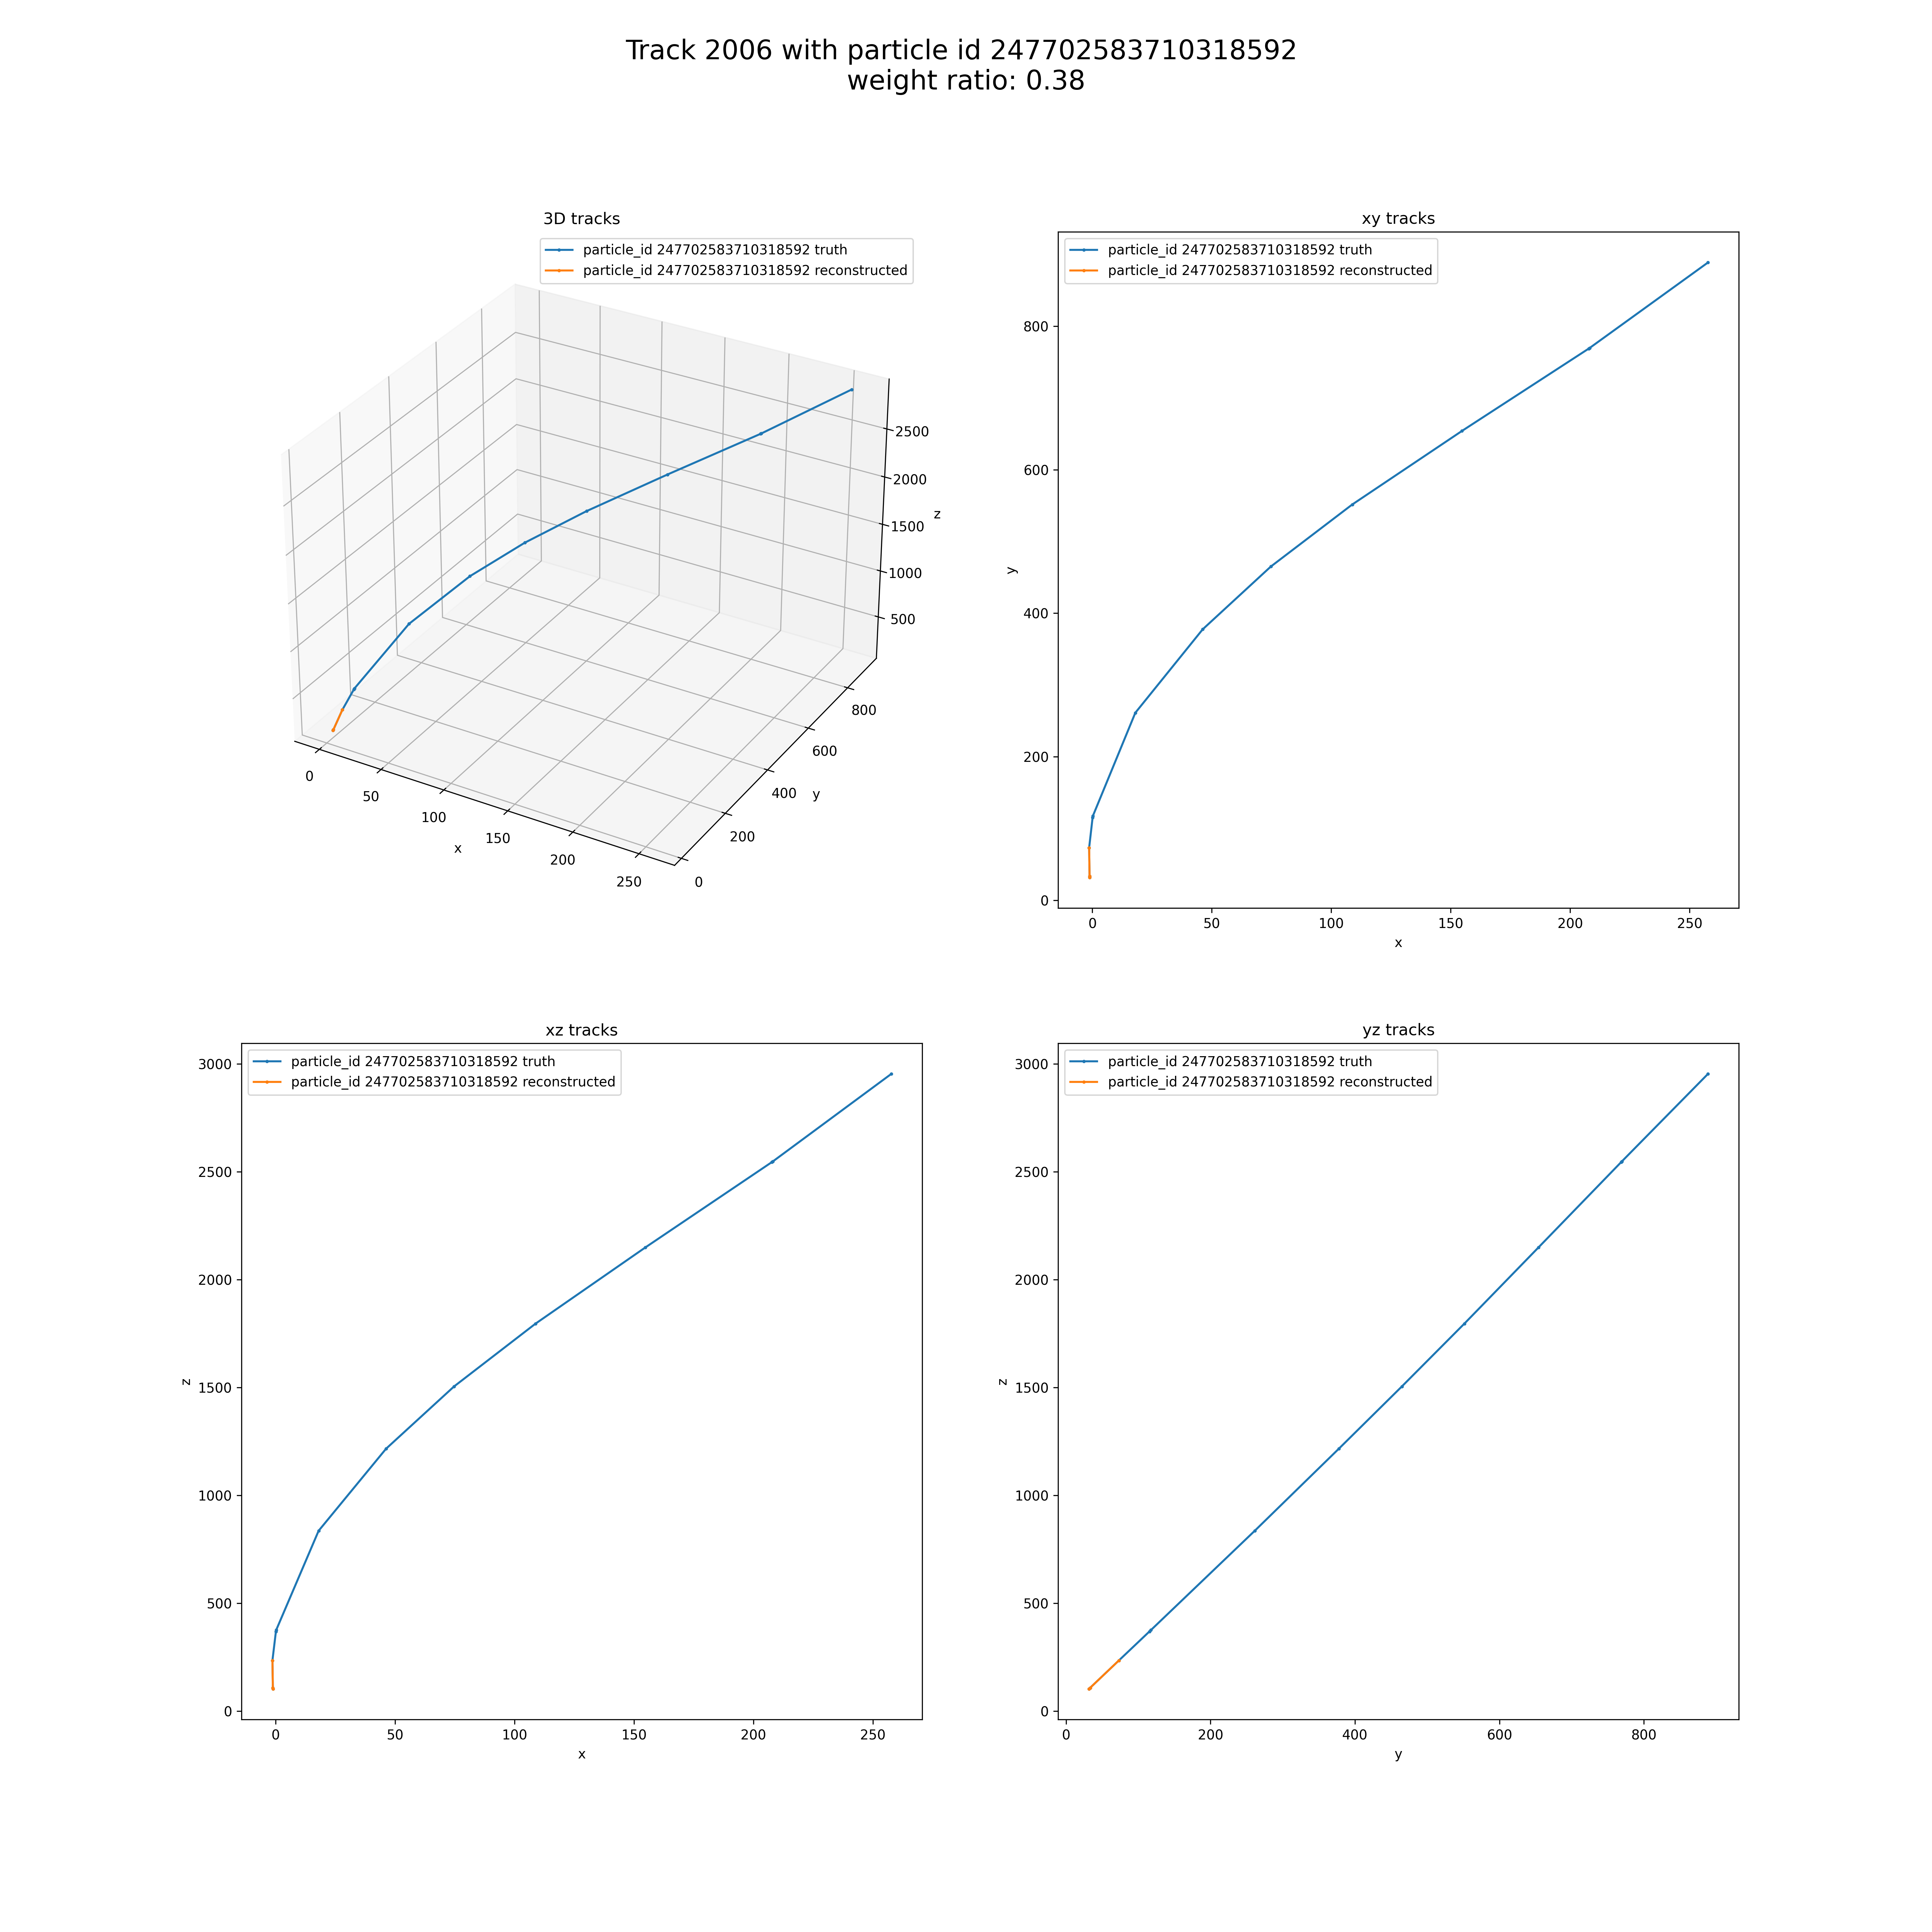 Track 2006 with particle id 247702583710318592
weight ratio: 0.38
3D tracks
particle_id 247702583710318592 truth
particle_id 247702583710318592 reconstructed
2500
2000
z
1500
1000
500
800
600
400
y
200
0
0
50
100
x
150
200
250
xy tracks
particle_id 247702583710318592 truth
particle_id 247702583710318592 reconstructed
800
600
y
400
200
0
0 50 100 150 200 250
x
xz tracks
particle_id 247702583710318592 truth
particle_id 247702583710318592 reconstructed
3000
2500
2000
z
1500
1000
500
0
0 50 100 150 200 250
x
yz tracks
particle_id 247702583710318592 truth
particle_id 247702583710318592 reconstructed
3000
2500
2000
z
1500
1000
500
0
0 200 400 600 800
y